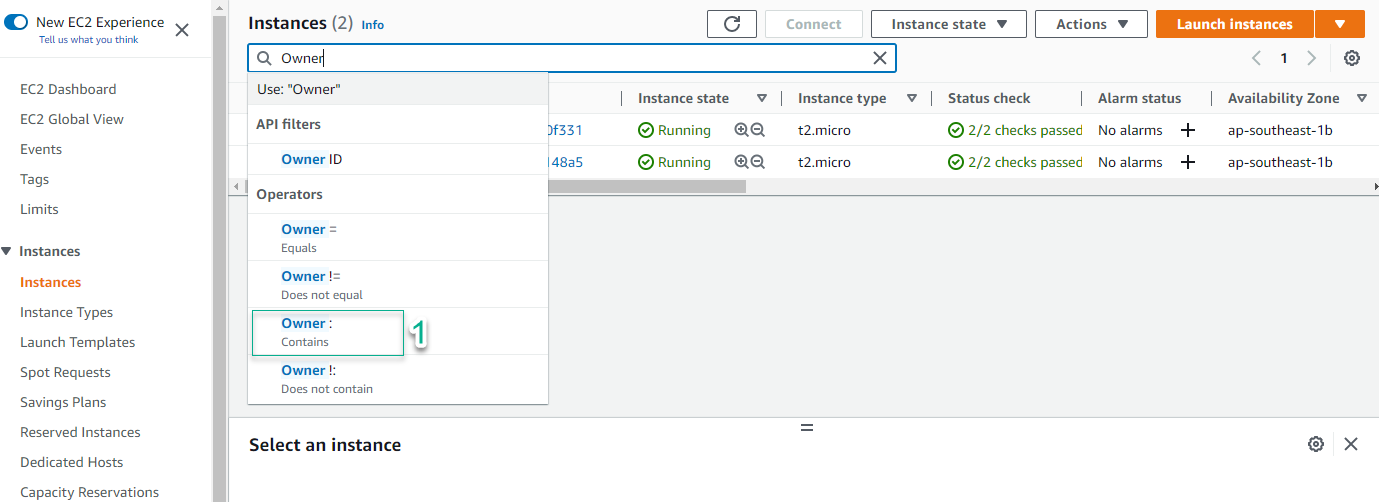 New EC2 Experience
Tell us what you think
EC2 Dashboard
EC2 Global View
Events
Tags
Limits
Instances
Instances
Instance Types
Launch Templates
Spot Requests
Savings Plans
Reserved Instances
Dedicated Hosts
Capacity Reservations
Instances (2) Info
Connect
Instance state
Actions
Launch instances
Owner
1
Use: "Owner"
API filters
Owner ID
Operators
Owner =
Equals
Owner !=
Does not equal
Owner :
Contains
1
Owner !:
Does not contain
Instance state Instance type Status check Alarm status Availability Zone
0f331 Running t2.micro 2/2 checks passed No alarms + ap-southeast-1b
148a5 Running t2.micro 2/2 checks passed No alarms + ap-southeast-1b
Select an instance